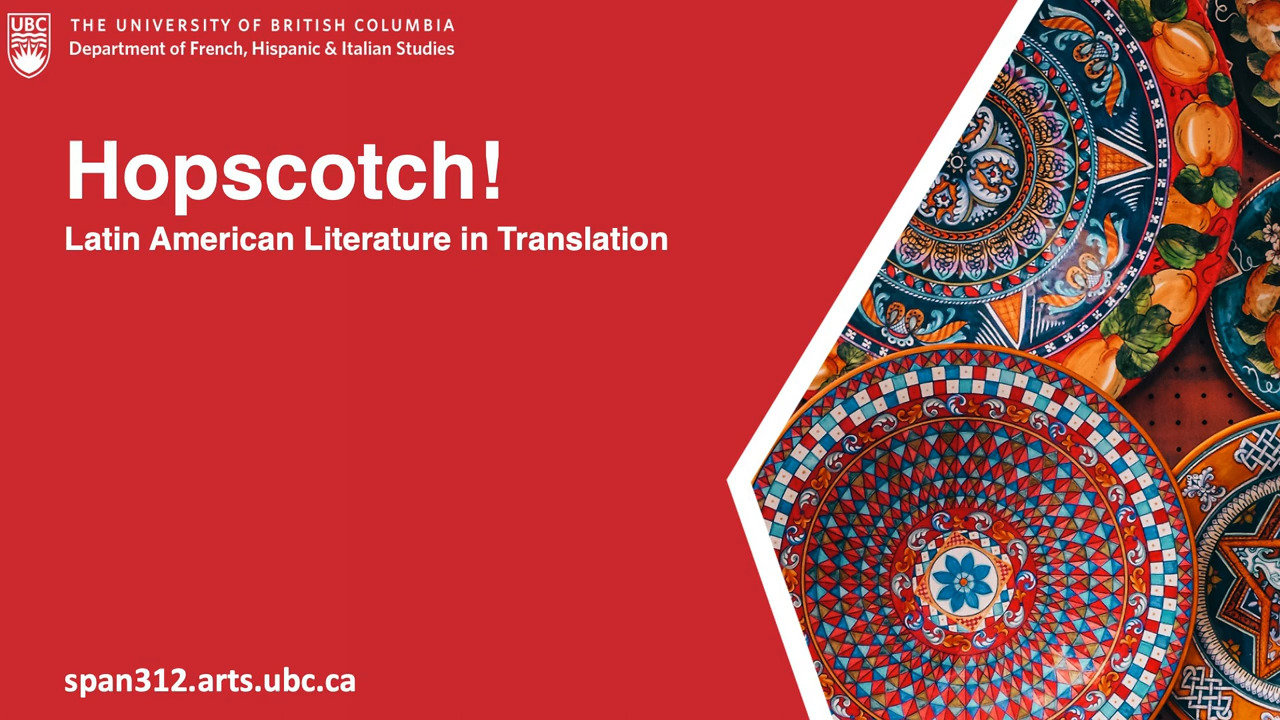 UBC
THE UNIVERSITY OF BRITISH COLUMBIA
Department of French, Hispanic & Italian Studies
Hopscotch!
Latin American Literature in Translation
span312.arts.ubc.ca